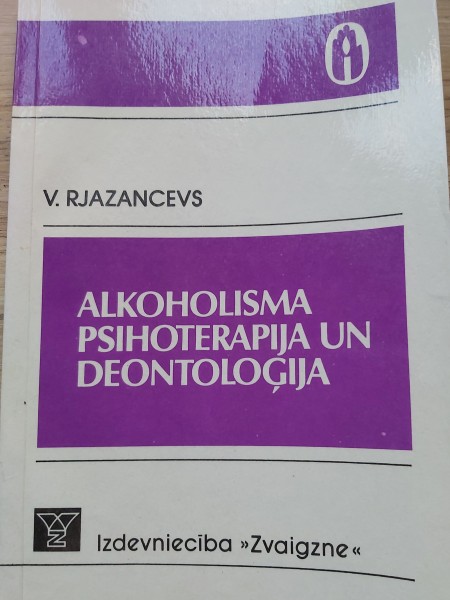 V. RJAZANCEVS
ALKOHOLISMA
PSIHOTERAPIJA UN
DEONTOLOĢIJA
Izdevniecība »Zvaigzne«